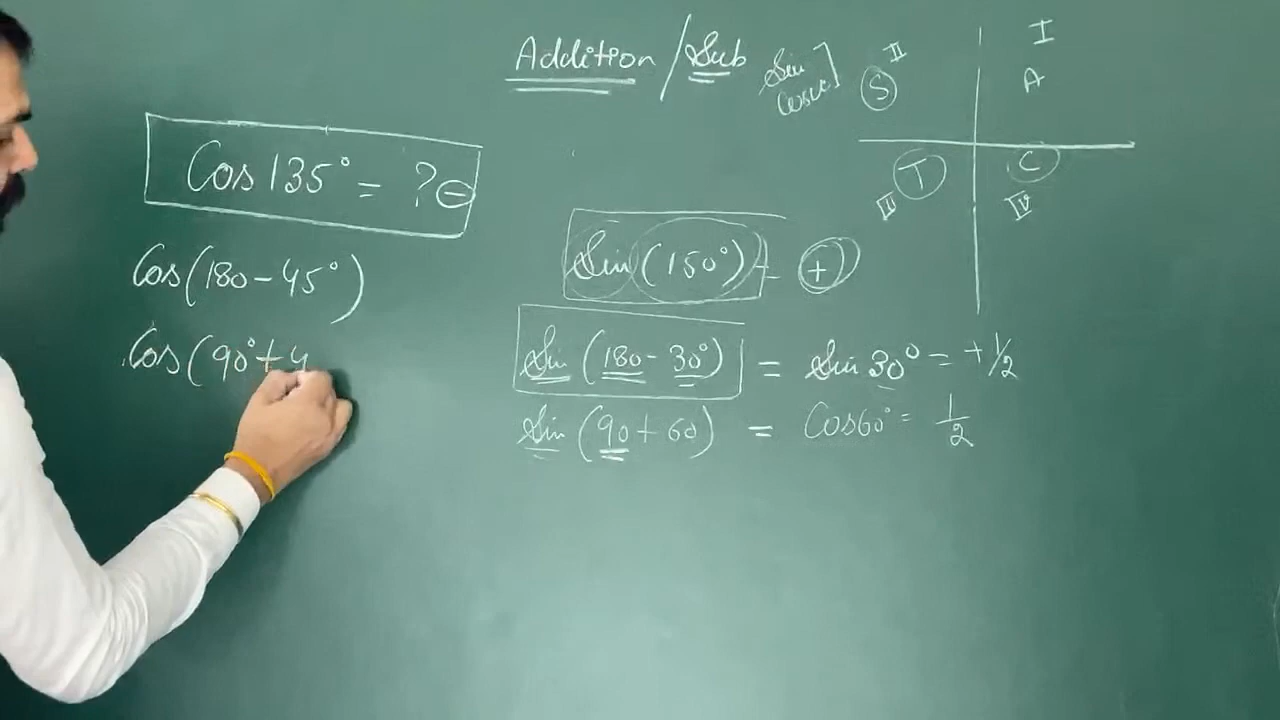 Addition / Sub
Sin
Cosec
II
S
I
A
T
III
C
IV
Cos 135° = ? ⊖
Cos (180 - 45°)
Cos (90° + 4
Sin (150°) = +
Sin (180 - 30°) = Sin 30° = + 1/2
Sin (90 + 60) = Cos 60° = 1/2